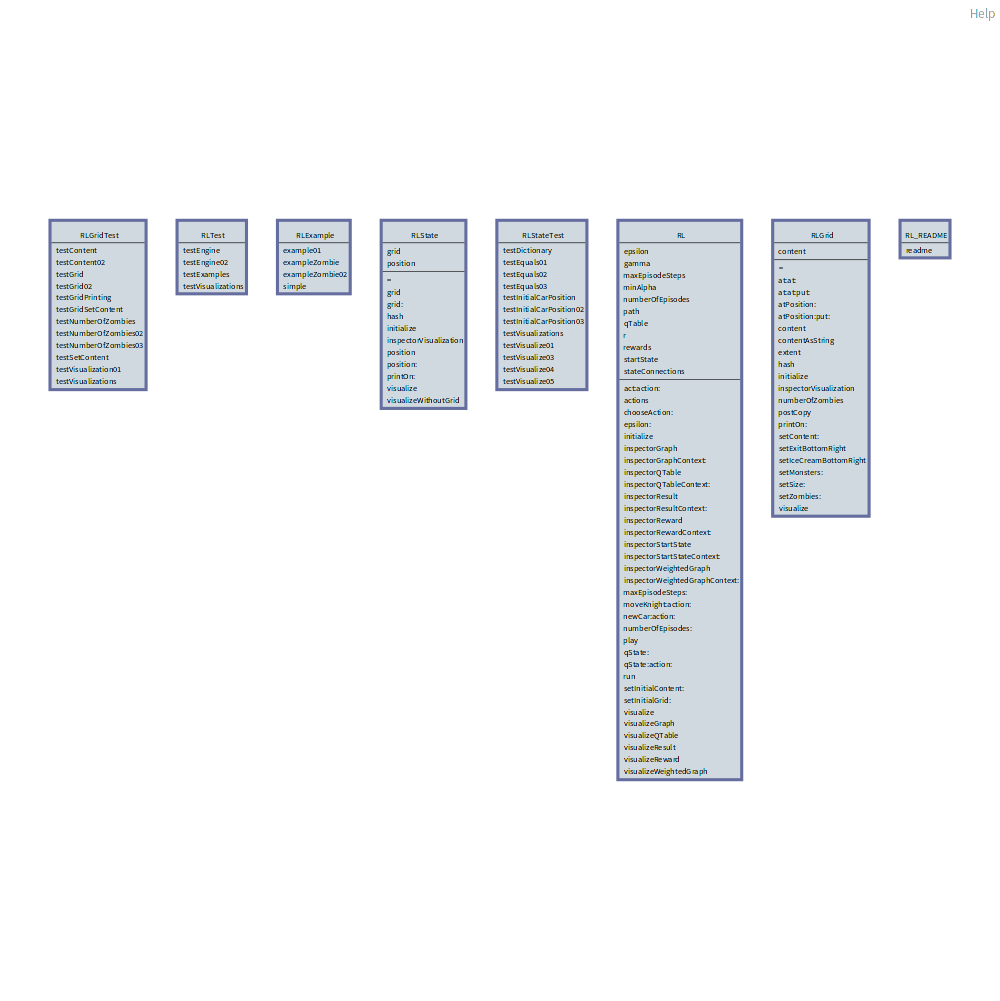 Help
RLGridTest
testContent
testContent02
testGrid
testGrid02
testGridPrinting
testGridSetContent
testNumberOfZombies
testNumberOfZombies02
testNumberOfZombies03
testSetContent
testVisualization01
testVisualizations
RLTest
testEngine
testEngine02
testExamples
testVisualizations
RLExample
example01
exampleZombie
exampleZombie02
simple
RLState
grid
position
=
grid
grid:
hash
initialize
inspectorVisualization
position
position:
printOn:
visualize
visualizeWithoutGrid
RLStateTest
testDictionary
testEquals01
testEquals02
testEquals03
testInitialCarPosition
testInitialCarPosition02
testInitialCarPosition03
testVisualizations
testVisualize01
testVisualize03
testVisualize04
testVisualize05
RL
epsilon
gamma
maxEpisodeSteps
minAlpha
numberOfEpisodes
path
qTable
r
rewards
startState
stateConnections
act:action:
actions
chooseAction:
epsilon:
initialize
inspectorGraph
inspectorGraphContext:
inspectorQTable
inspectorQTableContext:
inspectorResult
inspectorResultContext:
inspectorReward
inspectorRewardContext:
inspectorStartState
inspectorStartStateContext:
inspectorWeightedGraph
inspectorWeightedGraphContext:
maxEpisodeSteps:
moveKnight:action:
newCar:action:
numberOfEpisodes:
play
qState:
qState:action:
run
setInitialContent:
setInitialGrid:
visualize
visualizeGraph
visualizeQTable
visualizeResult
visualizeReward
visualizeWeightedGraph
RLGrid
content
=
at:at:
at:at:put:
atPosition:
atPosition:put:
content
contentAsString
extent
hash
initialize
inspectorVisualization
numberOfZombies
postCopy
printOn:
setContent:
setExitBottomRight
setIceCreamBottomRight
setMonsters:
setSize:
setZombies:
visualize
RL_README
readme